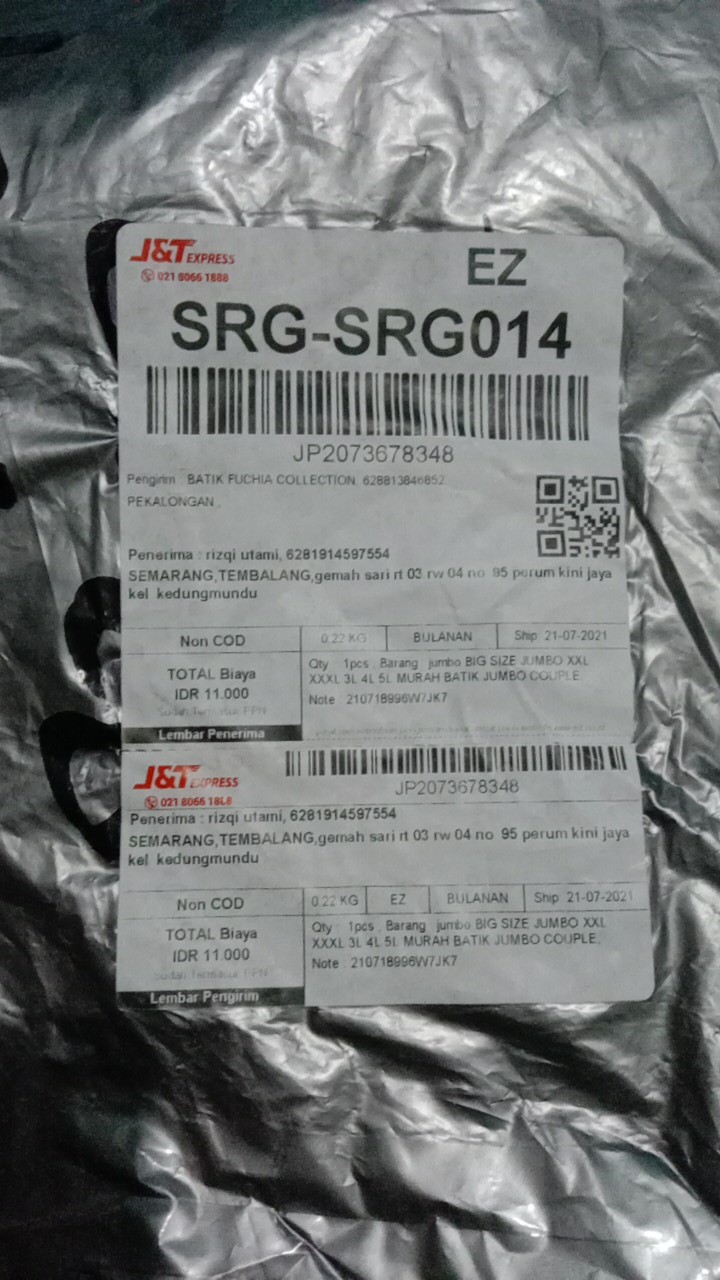 J&T EXPRESS
EZ
021 8066 1888
SRG-SRG014
JP2073678348
Pengirim : BATIK FUCHIA COLLECTION, 628813846852
PEKALONGAN,
Penerima : rizqi utami, 6281914597554
SEMARANG,TEMBALANG,gemah sari rt 03 rw 04 no 95 perum kini jaya
kel kedungmundu
Non COD
0.22 KG
BULANAN
Ship 21-07-2021
TOTAL Biaya
IDR 11.000
Sudah Termasuk PPN
Qty : 1pcs , Barang : jumbo BIG SIZE JUMBO XXL
XXXL 3L 4L 5L MURAH BATIK JUMBO COUPLE
Note : 210718996W7JK7
Lembar Penerima
J&T EXPRESS
JP2073678348
021 8066 1888
Penerima : rizqi utami, 6281914597554
SEMARANG,TEMBALANG,gemah sari rt 03 rw 04 no 95 perum kini jaya
kel kedungmundu
Non COD
0.22 KG
EZ
BULANAN
Ship 21-07-2021
TOTAL Biaya
IDR 11.000
Sudah Termasuk PPN
Qty : 1pcs , Barang : jumbo BIG SIZE JUMBO XXL
XXXL 3L 4L 5L MURAH BATIK JUMBO COUPLE.
Note : 210718996W7JK7
Lembar Pengirim